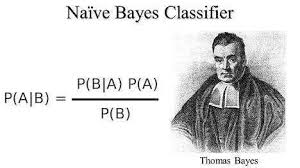 Naïve Bayes Classifier
P(A|B) = P(B|A) P(A)
P(B)
Thomas Bayes